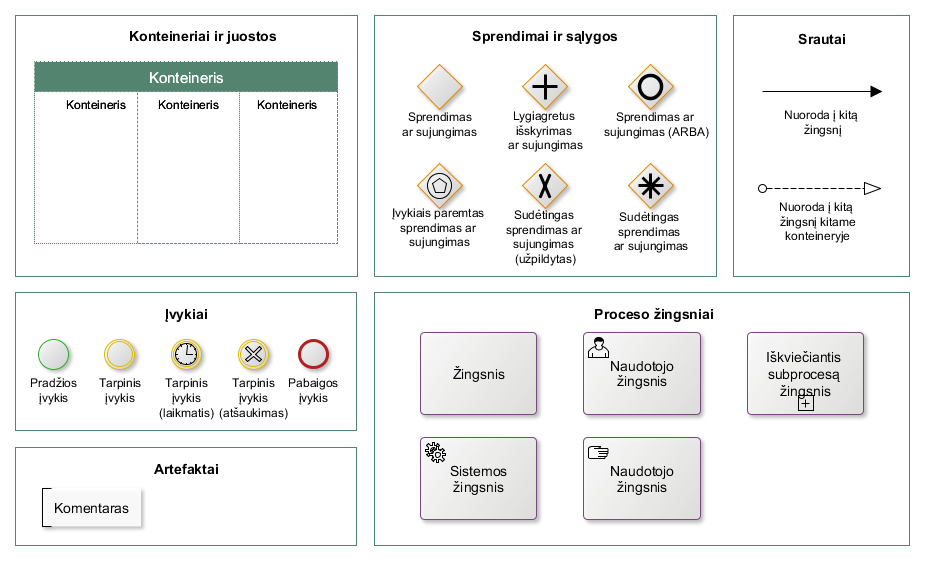 Konteineriai ir juostos
Konteineris
Konteineris
Konteineris
Konteineris
Sprendimai ir sąlygos
Sprendimas
ar sujungimas
Lygiagretus
išskyrimas
ar sujungimas
Sprendimas ar
sujungimas (ARBA)
Įvykiais paremtas
sprendimas ar
sujungimas
Sudėtingas
sprendimas ar
sujungimas
(užpildytas)
Sudėtingas
sprendimas
ar sujungimas
Srautai
Nuoroda į kitą
žingsnį
Nuoroda į kitą
žingsnį kitame
konteineryje
Įvykiai
Pradžios
įvykis
Tarpinis
įvykis
Tarpinis
įvykis
(laikmatis)
Tarpinis
įvykis
(atšaukimas)
Pabaigos
įvykis
Artefaktai
Komentaras
Proceso žingsniai
Žingsnis
Naudotojo
žingsnis
Iškviečiantis
subprocesą
žingsnis
Sistemos
žingsnis
Naudotojo
žingsnis